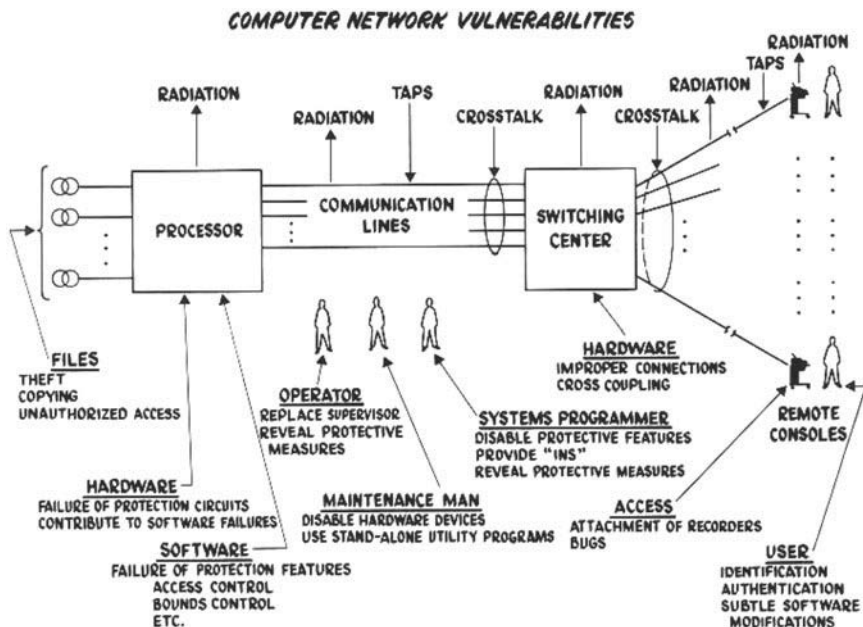 COMPUTER NETWORK VULNERABILITIES
RADIATION
TAPS
RADIATION
RADIATION
TAPS
RADIATION
RADIATION
CROSSTALK
CROSSTALK
PROCESSOR
COMMUNICATION
LINES
SWITCHING
CENTER
FILES
THEFT
COPYING
UNAUTHORIZED ACCESS
OPERATOR
REPLACE SUPERVISOR
REVEAL PROTECTIVE
MEASURES
HARDWARE
IMPROPER CONNECTIONS
CROSS COUPLING
SYSTEMS PROGRAMMER
DISABLE PROTECTIVE FEATURES
PROVIDE "INS"
REVEAL PROTECTIVE MEASURES
REMOTE
CONSOLES
HARDWARE
FAILURE OF PROTECTION CIRCUITS
CONTRIBUTE TO SOFTWARE FAILURES
MAINTENANCE MAN
DISABLE HARDWARE DEVICES
USE STAND-ALONE UTILITY PROGRAMS
ACCESS
ATTACHMENT OF RECORDERS
BUGS
SOFTWARE
FAILURE OF PROTECTION FEATURES
ACCESS CONTROL
BOUNDS CONTROL
ETC.
USER
IDENTIFICATION
AUTHENTICATION
SUBTLE SOFTWARE
MODIFICATIONS